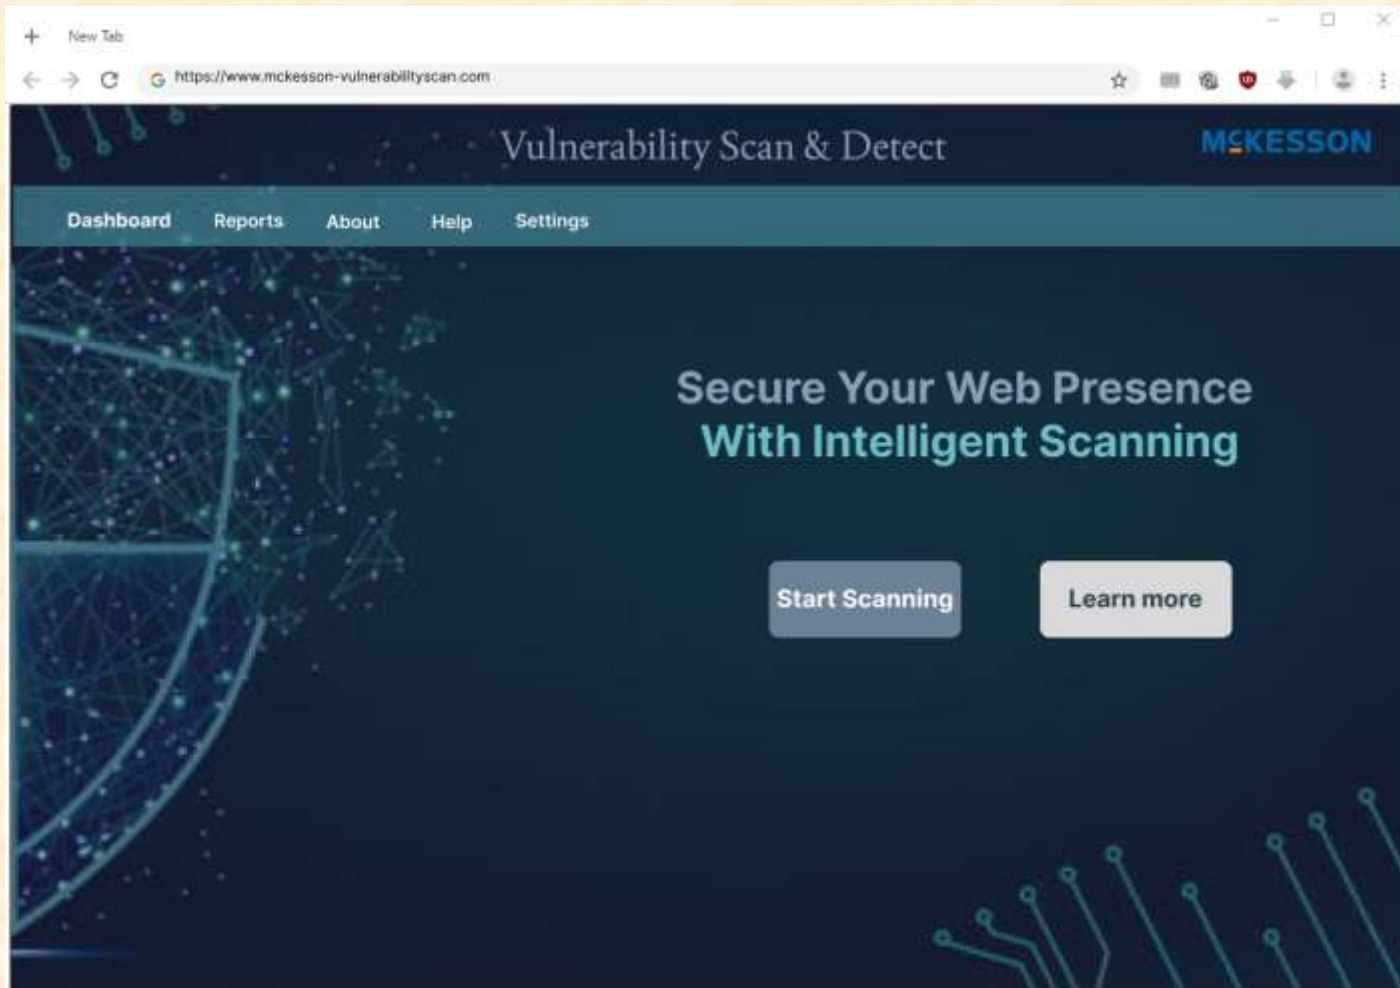 New Tab
https://www.mckesson-vulnerabilityscan.com
Vulnerability Scan & Detect
MCKESSON
Dashboard Reports About Help Settings
Secure Your Web Presence
With Intelligent Scanning
Start Scanning Learn more